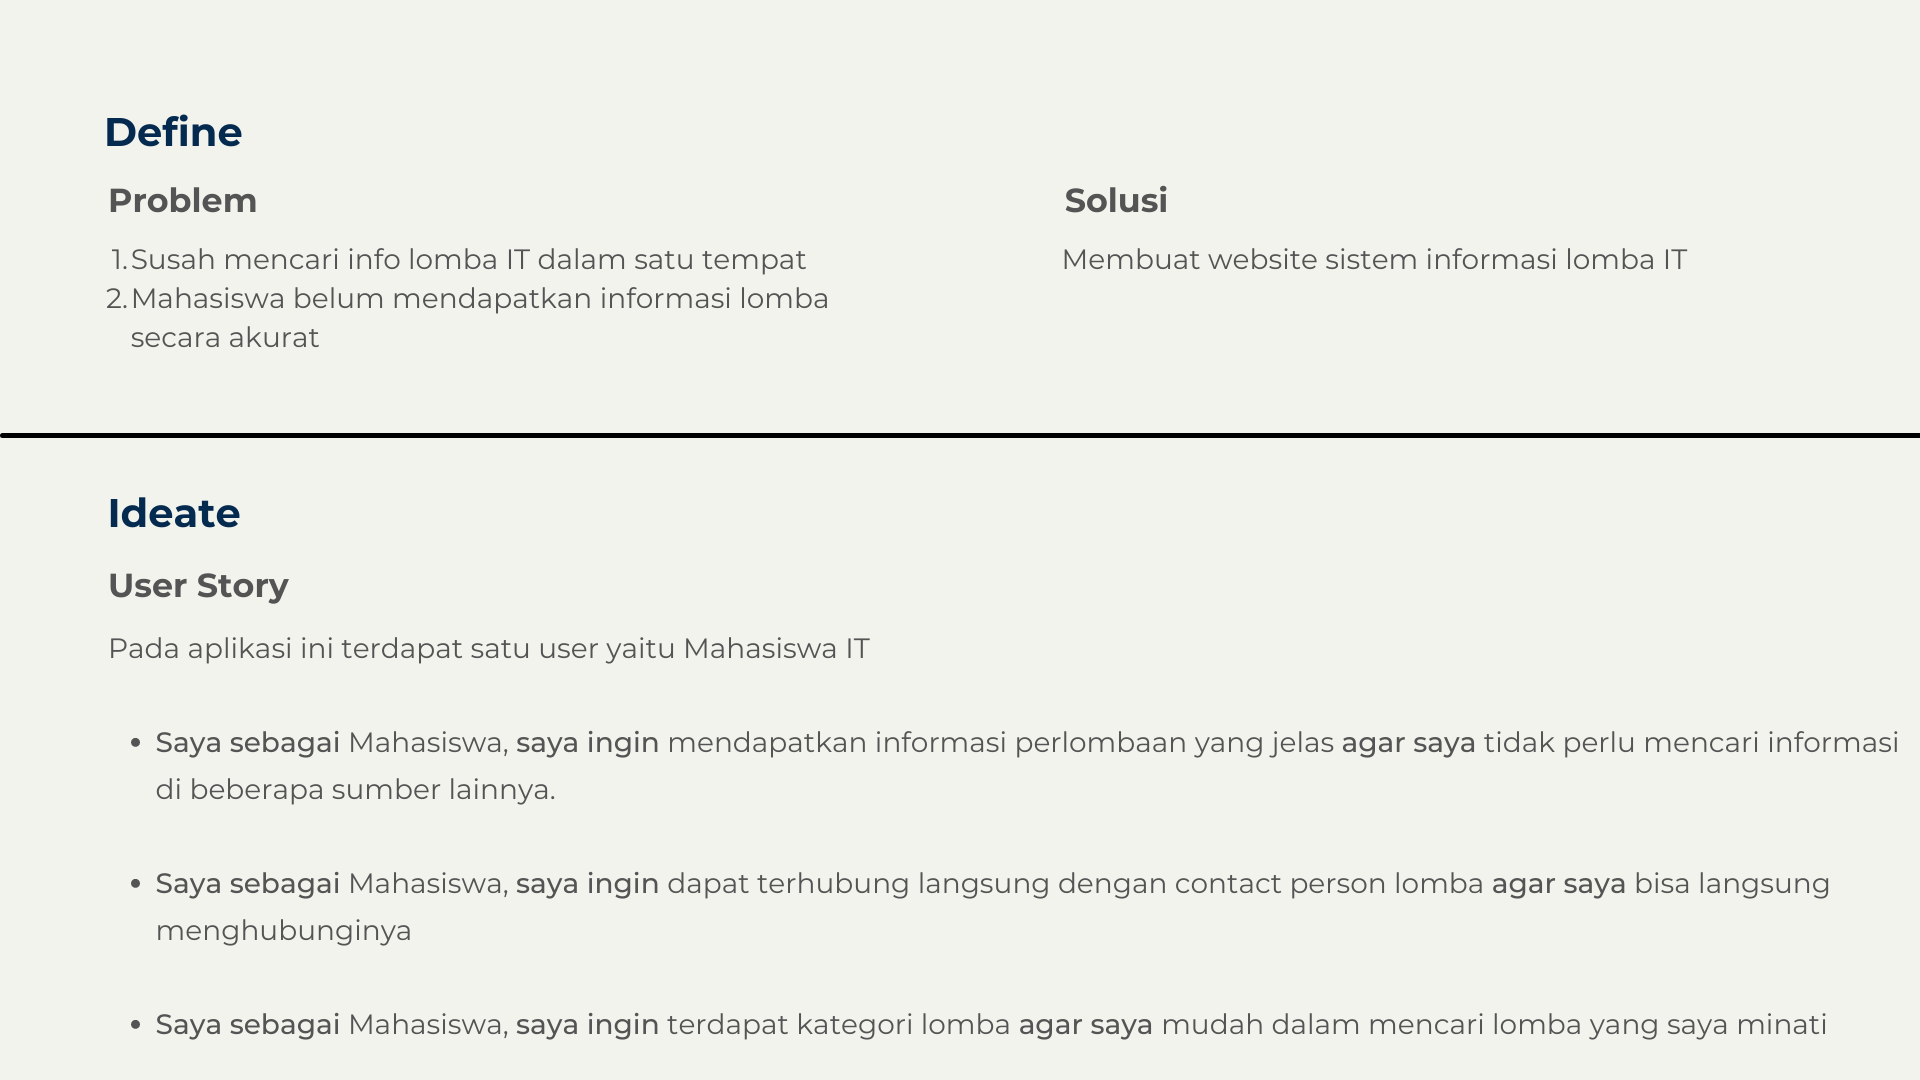 Define
Problem
1. Susah mencari info lomba IT dalam satu tempat
2. Mahasiswa belum mendapatkan informasi lomba
secara akurat
Solusi
Membuat website sistem informasi lomba IT
Ideate
User Story
Pada aplikasi ini terdapat satu user yaitu Mahasiswa IT
• Saya sebagai Mahasiswa, saya ingin mendapatkan informasi perlombaan yang jelas agar saya tidak perlu mencari informasi
di beberapa sumber lainnya.
• Saya sebagai Mahasiswa, saya ingin dapat terhubung langsung dengan contact person lomba agar saya bisa langsung
menghubunginya
• Saya sebagai Mahasiswa, saya ingin terdapat kategori lomba agar saya mudah dalam mencari lomba yang saya minati